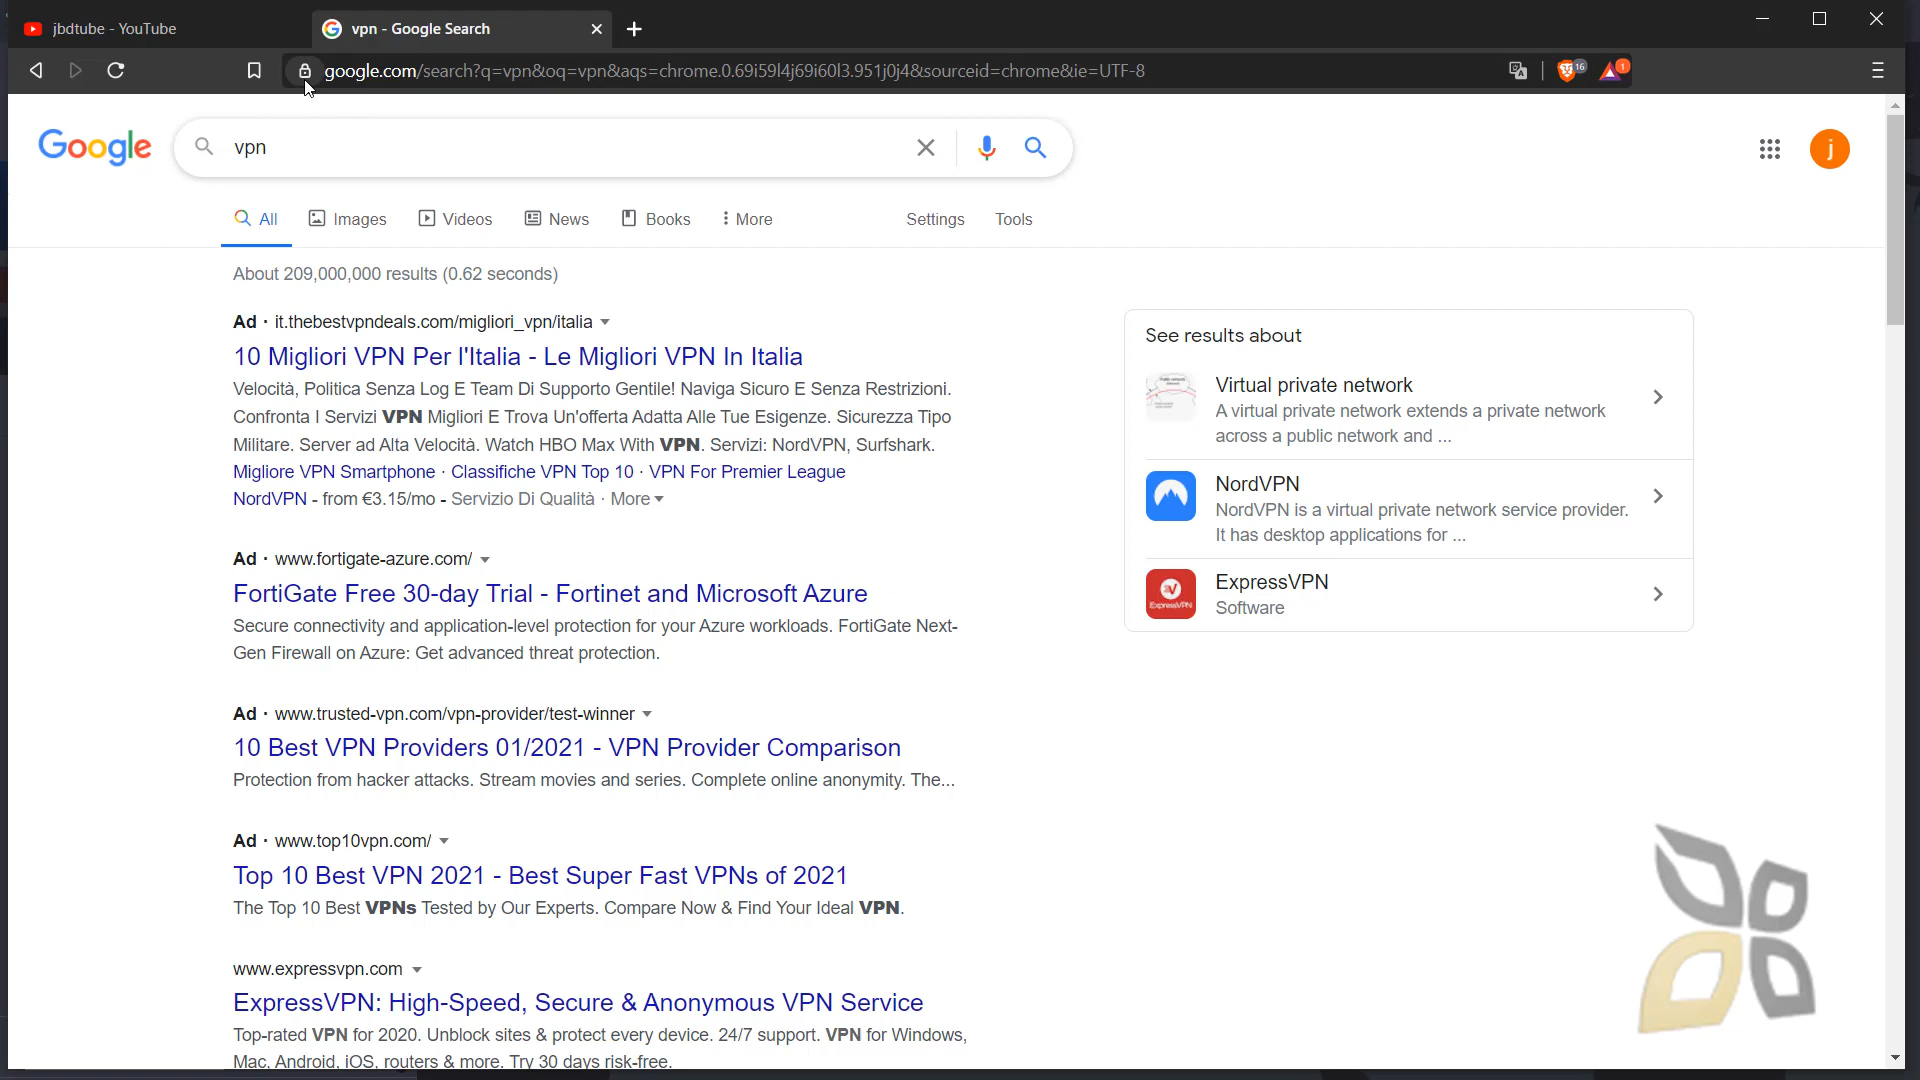 jbdtube - YouTube
vpn - Google Search
google.com/search?q=vpn&oq=vpn&aqs=chrome.0.69i59l4j69i60l3.951j0j4&sourceid=chrome&ie=UTF-8
16
1
Google
vpn
j
All
Images
Videos
News
Books
More
Settings
Tools
About 209,000,000 results (0.62 seconds)
Ad · it.thebestvpndeals.com/migliori_vpn/italia
10 Migliori VPN Per l'Italia - Le Migliori VPN In Italia
Velocità, Politica Senza Log E Team Di Supporto Gentile! Naviga Sicuro E Senza Restrizioni.
Confronta I Servizi VPN Migliori E Trova Un'offerta Adatta Alle Tue Esigenze. Sicurezza Tipo
Militare. Server ad Alta Velocità. Watch HBO Max With VPN. Servizi: NordVPN, Surfshark.
Migliore VPN Smartphone · Classifiche VPN Top 10 · VPN For Premier League
NordVPN - from €3.15/mo - Servizio Di Qualità · More
Ad · www.fortigate-azure.com/
FortiGate Free 30-day Trial - Fortinet and Microsoft Azure
Secure connectivity and application-level protection for your Azure workloads. FortiGate Next-
Gen Firewall on Azure: Get advanced threat protection.
Ad · www.trusted-vpn.com/vpn-provider/test-winner
10 Best VPN Providers 01/2021 - VPN Provider Comparison
Protection from hacker attacks. Stream movies and series. Complete online anonymity. The...
Ad · www.top10vpn.com/
Top 10 Best VPN 2021 - Best Super Fast VPNs of 2021
The Top 10 Best VPNs Tested by Our Experts. Compare Now & Find Your Ideal VPN.
www.expressvpn.com
ExpressVPN: High-Speed, Secure & Anonymous VPN Service
Top-rated VPN for 2020. Unblock sites & protect every device. 24/7 support. VPN for Windows,
Mac, Android, iOS, routers & more. Try 30 days risk-free.
See results about
Virtual private network
A virtual private network extends a private network
across a public network and ...
NordVPN
NordVPN is a virtual private network service provider.
It has desktop applications for ...
ExpressVPN
ExpressVPN
Software